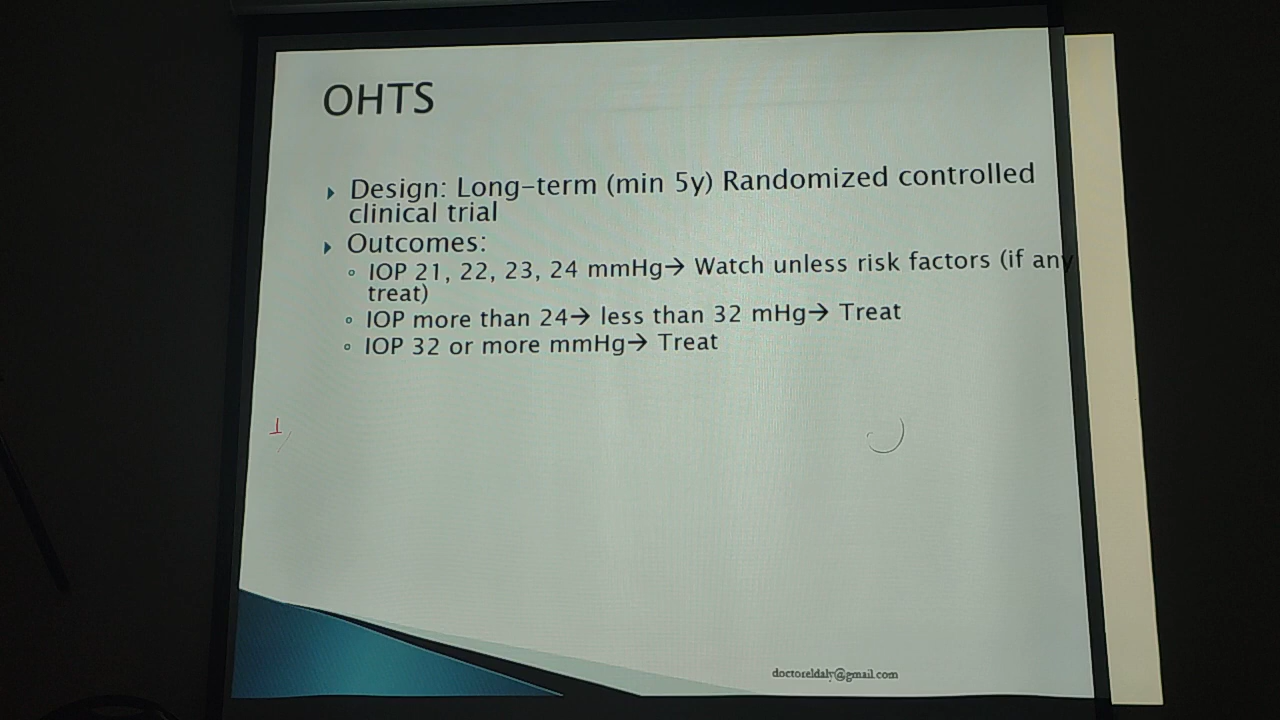 OHTS
Design: Long-term (min 5y) Randomized controlled
clinical trial
Outcomes:
IOP 21, 22, 23, 24 mmHg→ Watch unless risk factors (if any
treat)
IOP more than 24→ less than 32 mHg→ Treat
IOP 32 or more mmHg→ Treat
doctoreldaly@gmail.com